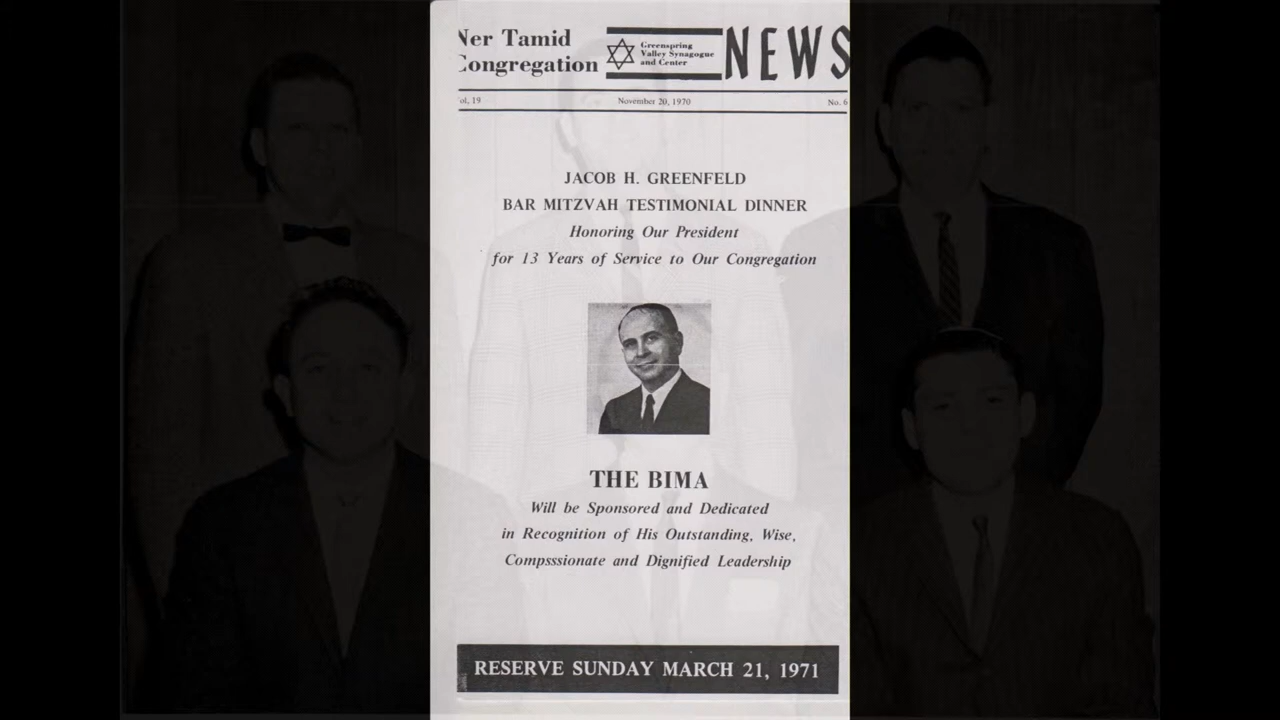 Ner Tamid
Congregation
Greenspring
Valley Synagogue
and Center
NEWS
Vol, 19
November 20, 1970
No. 6
JACOB H. GREENFELD
BAR MITZVAH TESTIMONIAL DINNER
Honoring Our President
for 13 Years of Service to Our Congregation
THE BIMA
Will be Sponsored and Dedicated
in Recognition of His Outstanding, Wise,
Compsssionate and Dignified Leadership
RESERVE SUNDAY MARCH 21, 1971